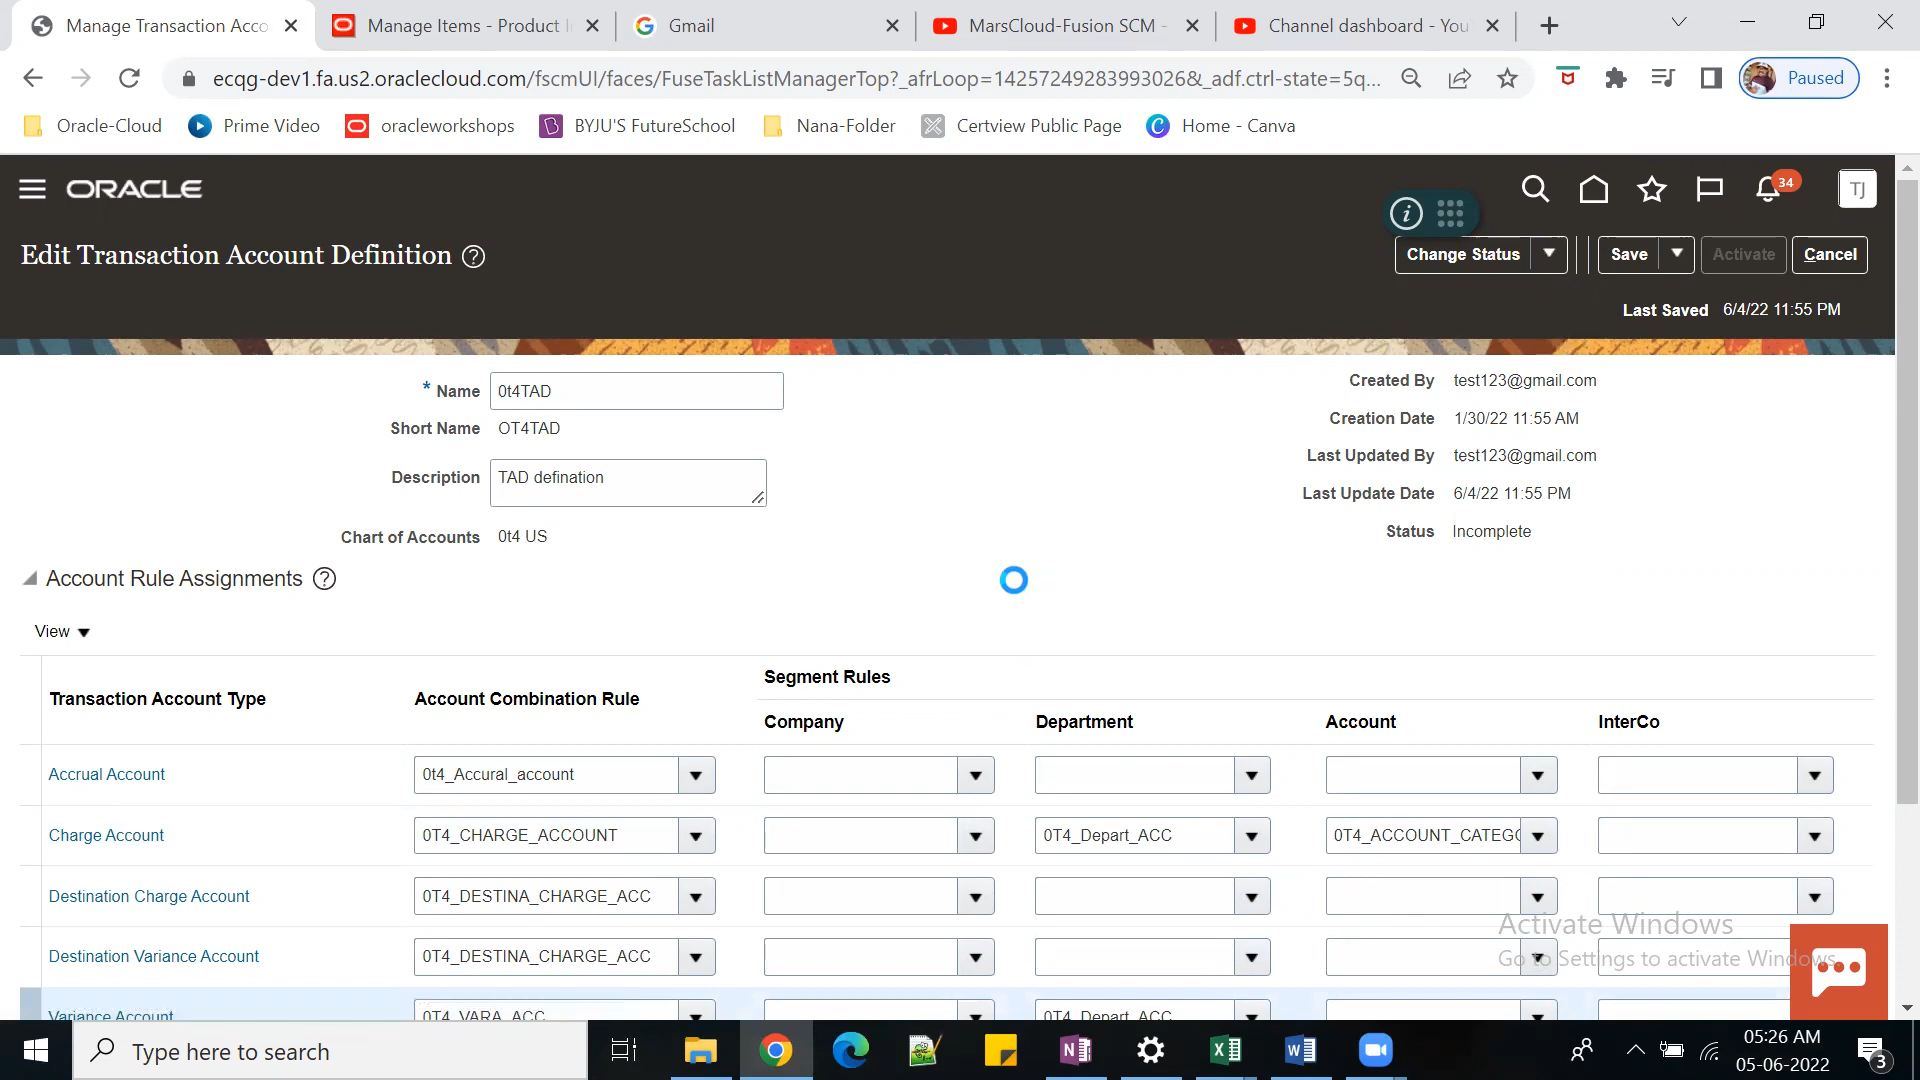 Manage Transaction Acco
Manage Items - Product I
Gmail
MarsCloud-Fusion SCM -
Channel dashboard - You
ecqg-dev1.fa.us2.oraclecloud.com/fscmUI/faces/FuseTaskListManagerTop?_afrLoop=14257249283993026&_adf.ctrl-state=5q...
Paused
Oracle-Cloud
Prime Video
oracleworkshops
BYJU'S FutureSchool
Nana-Folder
Certview Public Page
Home - Canva
ORACLE
34
TJ
Edit Transaction Account Definition
Change Status
Save
Activate
Cancel
Last Saved 6/4/22 11:55 PM
* Name 0t4TAD
Short Name OT4TAD
Description TAD defination
Chart of Accounts 0t4 US
Created By test123@gmail.com
Creation Date 1/30/22 11:55 AM
Last Updated By test123@gmail.com
Last Update Date 6/4/22 11:55 PM
Status Incomplete
Account Rule Assignments
View
Segment Rules
Transaction Account Type Account Combination Rule
Company Department Account InterCo
Accrual Account 0t4_Accural_account
Charge Account 0T4_CHARGE_ACCOUNT 0T4_Depart_ACC 0T4_ACCOUNT_CATEGO
Destination Charge Account 0T4_DESTINA_CHARGE_ACC
Destination Variance Account 0T4_DESTINA_CHARGE_ACC
Variance Account 0T4_VARA_ACC 0T4_Depart_ACC
Activate Windows
Go to Settings to activate Windows.
Type here to search
05:26 AM
05-06-2022
3